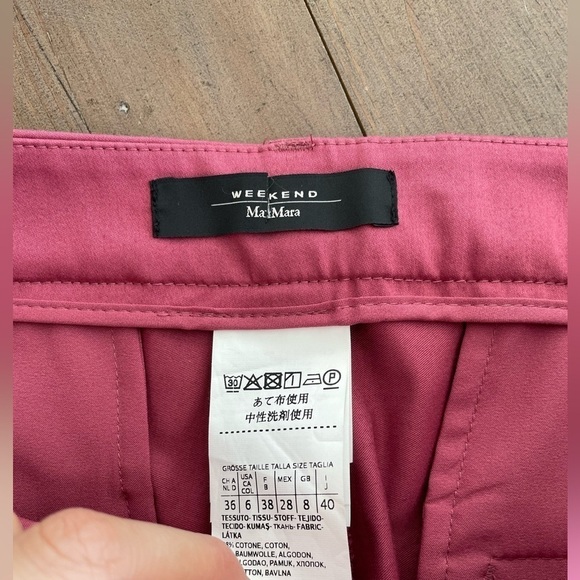 WEEKEND
MaxMara
30 P
あて布使用
中性洗剤使用
GRÖSSE TAILLE TALLA SIZE TAGLIA
CH A NL D USA CA COL F B MEX GB I J
36 6 38 28 8 40
TESSUTO-TISSU-STOFF-TEJIDO-
TECIDO-KUMAŞ-ТКАНЬ-FABRIC-
LÁTKA
COTONE, COTON,
BAUMWOLLE, ALGODON,
ALGODAO, PAMUK, ХЛОПОК,
COTTON, BAVLNA